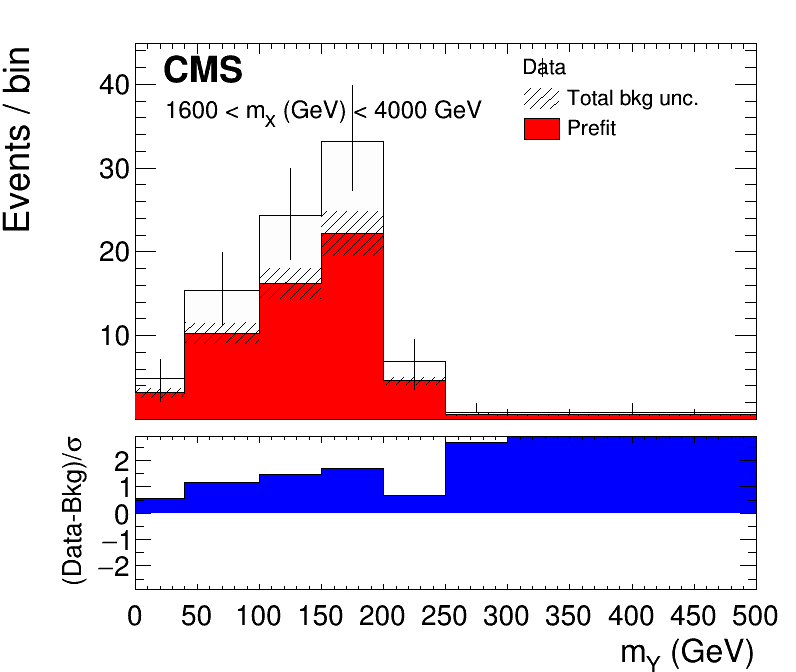 CMS
1600 < mX (GeV) < 4000 GeV
Data
Total bkg unc.
Prefit
Events / bin
40
30
20
10
(Data-Bkg)/σ
2
1
0
−1
−2
0 50 100 150 200 250 300 350 400 450 500
mY (GeV)